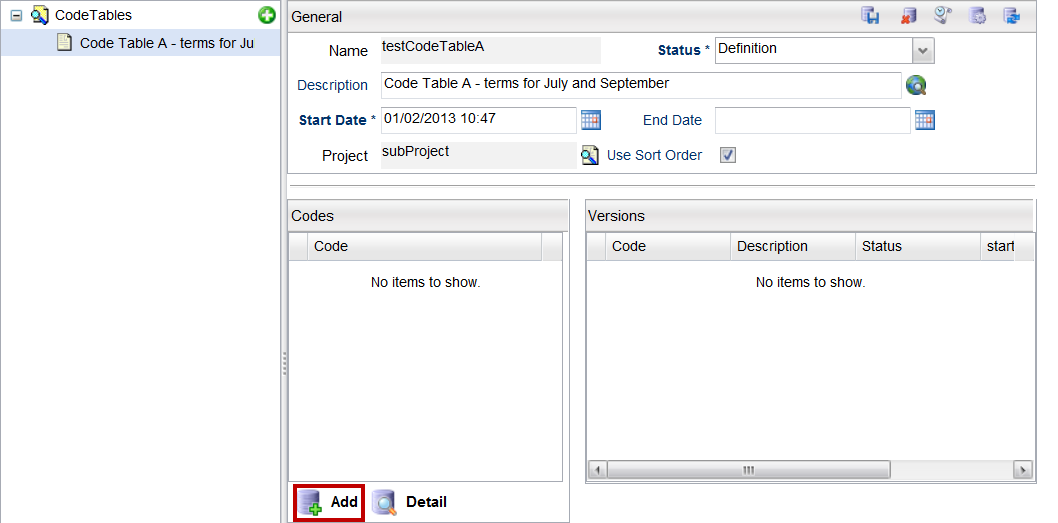 CodeTables
Code Table A - terms for Ju
General
Name testCodeTableA Status * Definition
Description Code Table A - terms for July and September
Start Date * 01/02/2013 10:47 End Date
Project subProject Use Sort Order
Codes
Code
No items to show.
Add Detail
Versions
Code Description Status start
No items to show.